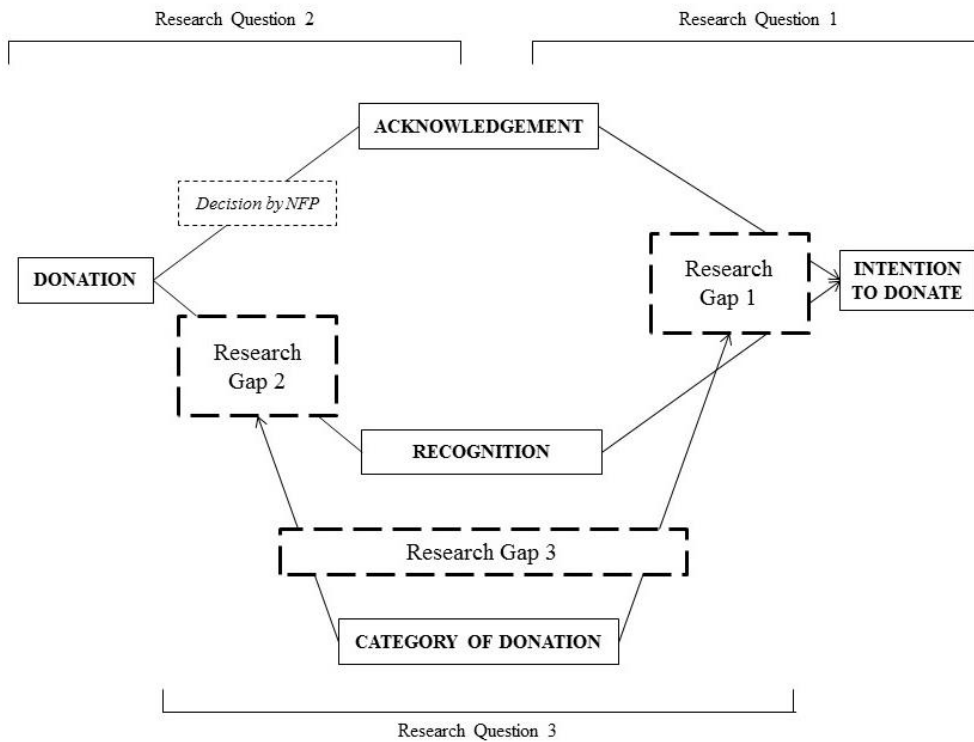 Research Question 2
Research Question 1
ACKNOWLEDGEMENT
Decision by NFP
DONATION
Research
Gap 1
INTENTION
TO DONATE
Research
Gap 2
RECOGNITION
Research Gap 3
CATEGORY OF DONATION
Research Question 3